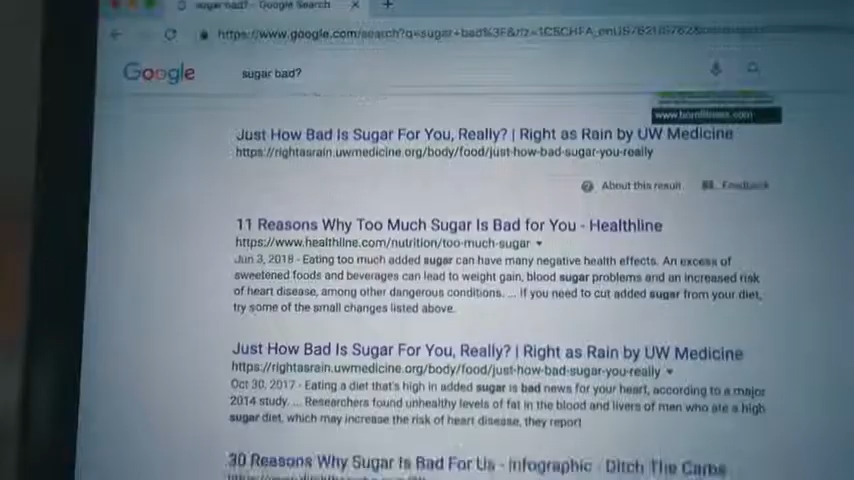 sugar bad? - Google Search
Google
sugar bad?
www.bornfitness.com
Just How Bad Is Sugar For You, Really? | Right as Rain by UW Medicine
https://rightasrain.uwmedicine.org/body/food/just-how-bad-sugar-you-really
About this result
Feedback
11 Reasons Why Too Much Sugar Is Bad for You - Healthline
https://www.healthline.com/nutrition/too-much-sugar
Jun 3, 2018 - Eating too much added sugar can have many negative health effects. An excess of
sweetened foods and beverages can lead to weight gain, blood sugar problems and an increased risk
of heart disease, among other dangerous conditions. ... If you need to cut added sugar from your diet,
try some of the small changes listed above.
Just How Bad Is Sugar For You, Really? | Right as Rain by UW Medicine
https://rightasrain.uwmedicine.org/body/food/just-how-bad-sugar-you-really
Oct 30, 2017 - Eating a diet that's high in added sugar is bad news for your heart, according to a major
2014 study. ... Researchers found unhealthy levels of fat in the blood and livers of men who ate a high
sugar diet, which may increase the risk of heart disease, they report
30 Reasons Why Sugar Is Bad For Us - Infographic - Ditch The Carbs